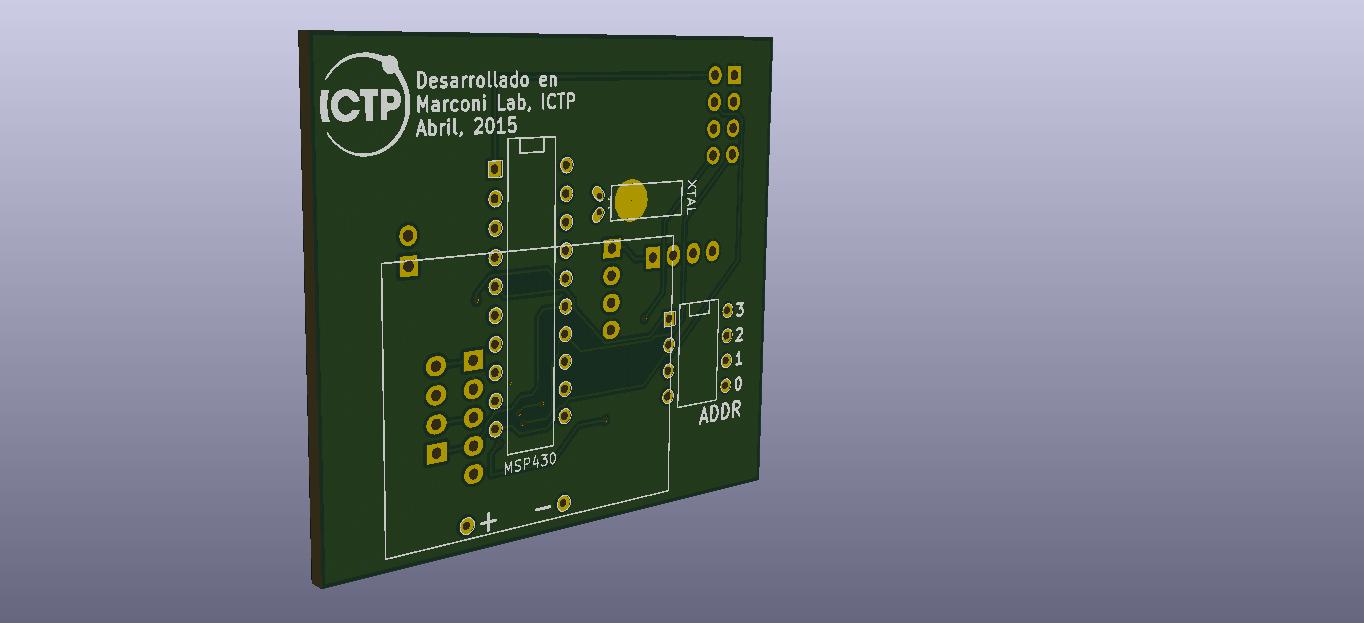 ICTP
Desarrollado en
Marconi Lab, ICTP
Abril, 2015
XTAL
3
2
1
0
ADDR
MSP430
+ −